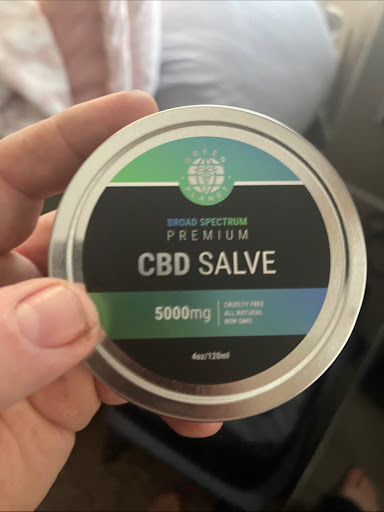 GREEN
PLANET
BROAD SPECTRUM
PREMIUM
CBD SALVE
5000mg
CRUELTY FREE
ALL NATURAL
NON GMO
4oz/120ml